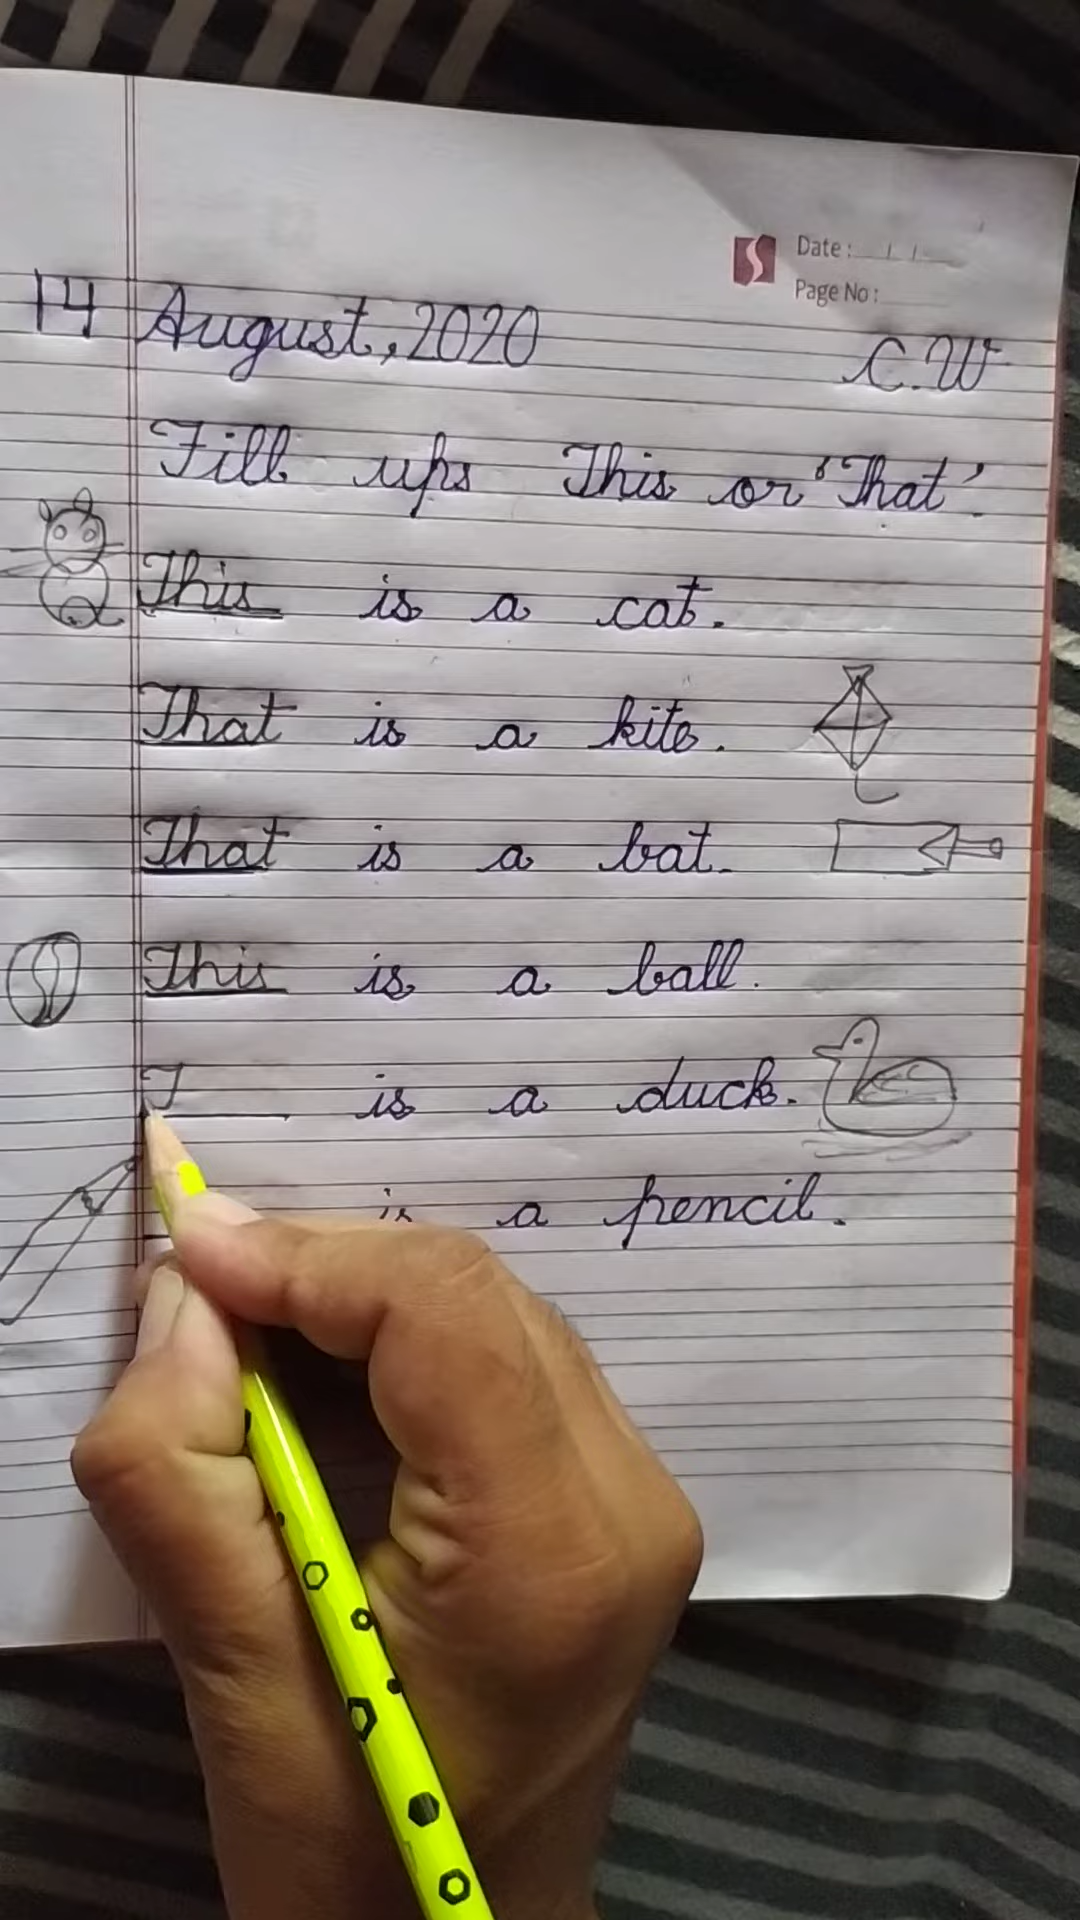 Date :
Page No :
14 August, 2020 C.W
Fill ups This or 'That'.
This is a cat.
That is a kite.
That is a bat.
This is a ball.
T is a duck.
is a pencil.